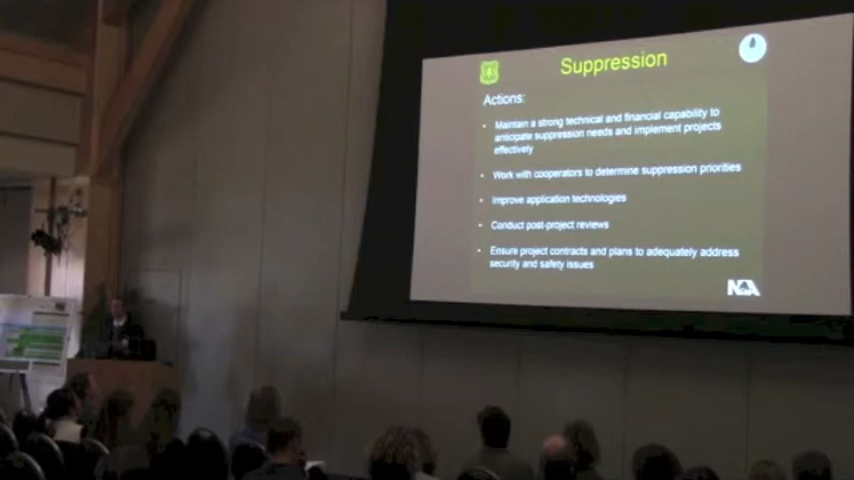 Suppression
Actions:
• Maintain a strong technical and financial capability to
anticipate suppression needs and implement projects
effectively
• Work with cooperators to determine suppression priorities
• Improve application technologies
• Conduct post-project reviews
• Ensure project contracts and plans to adequately address
security and safety issues